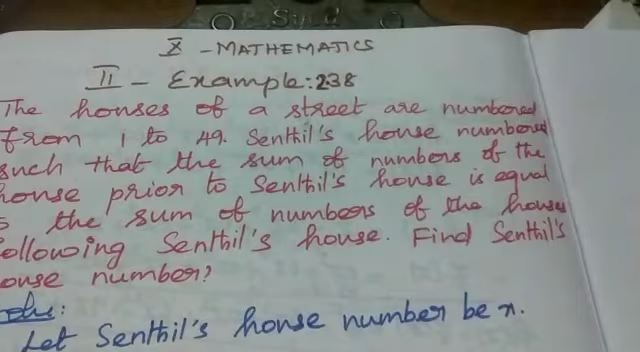 X - MATHEMATICS
II - Example: 2.38
The houses of a street are numbered
from 1 to 49. Senthil's house numbered
such that the sum of numbers of the
house prior to Senthil's house is equal
the sum of numbers of the houses
following Senthil's house. Find Senthil's
house number?
Solu:
Let Senthil's house number be x.